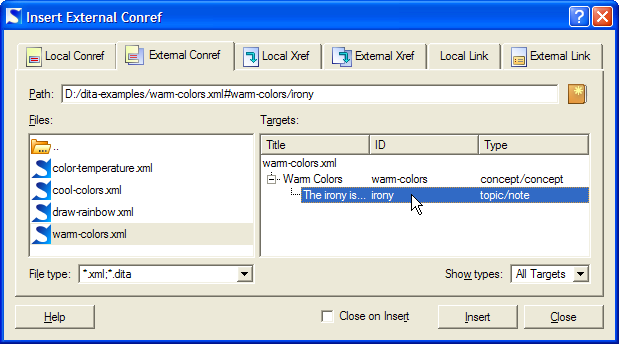 Insert External Conref
Local Conref External Conref Local Xref External Xref Local Link External Link
Path: D:/dita-examples/warm-colors.xml#warm-colors/irony
Files: Targets:
.. Title ID Type
color-temperature.xml warm-colors.xml
cool-colors.xml Warm Colors warm-colors concept/concept
draw-rainbow.xml The irony is... irony topic/note
warm-colors.xml
File type: *.xml;*.dita Show types: All Targets
Help Close on Insert Insert Close